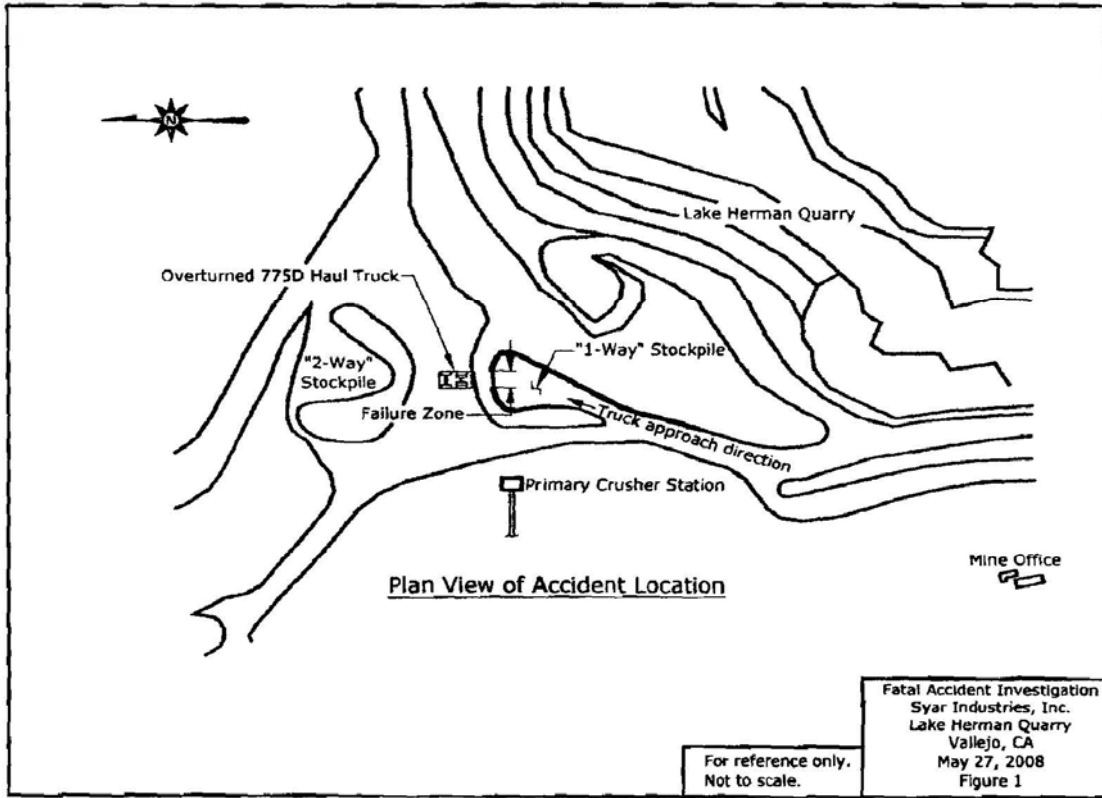 N
Lake Herman Quarry
Overturned 775D Haul Truck
"1-Way" Stockpile
"2-Way"
Stockpile
Failure Zone
Truck approach direction
Primary Crusher Station
Mine Office
Plan View of Accident Location
Fatal Accident Investigation
Syar Industries, Inc.
Lake Herman Quarry
Vallejo, CA
May 27, 2008
Figure 1
For reference only.
Not to scale.